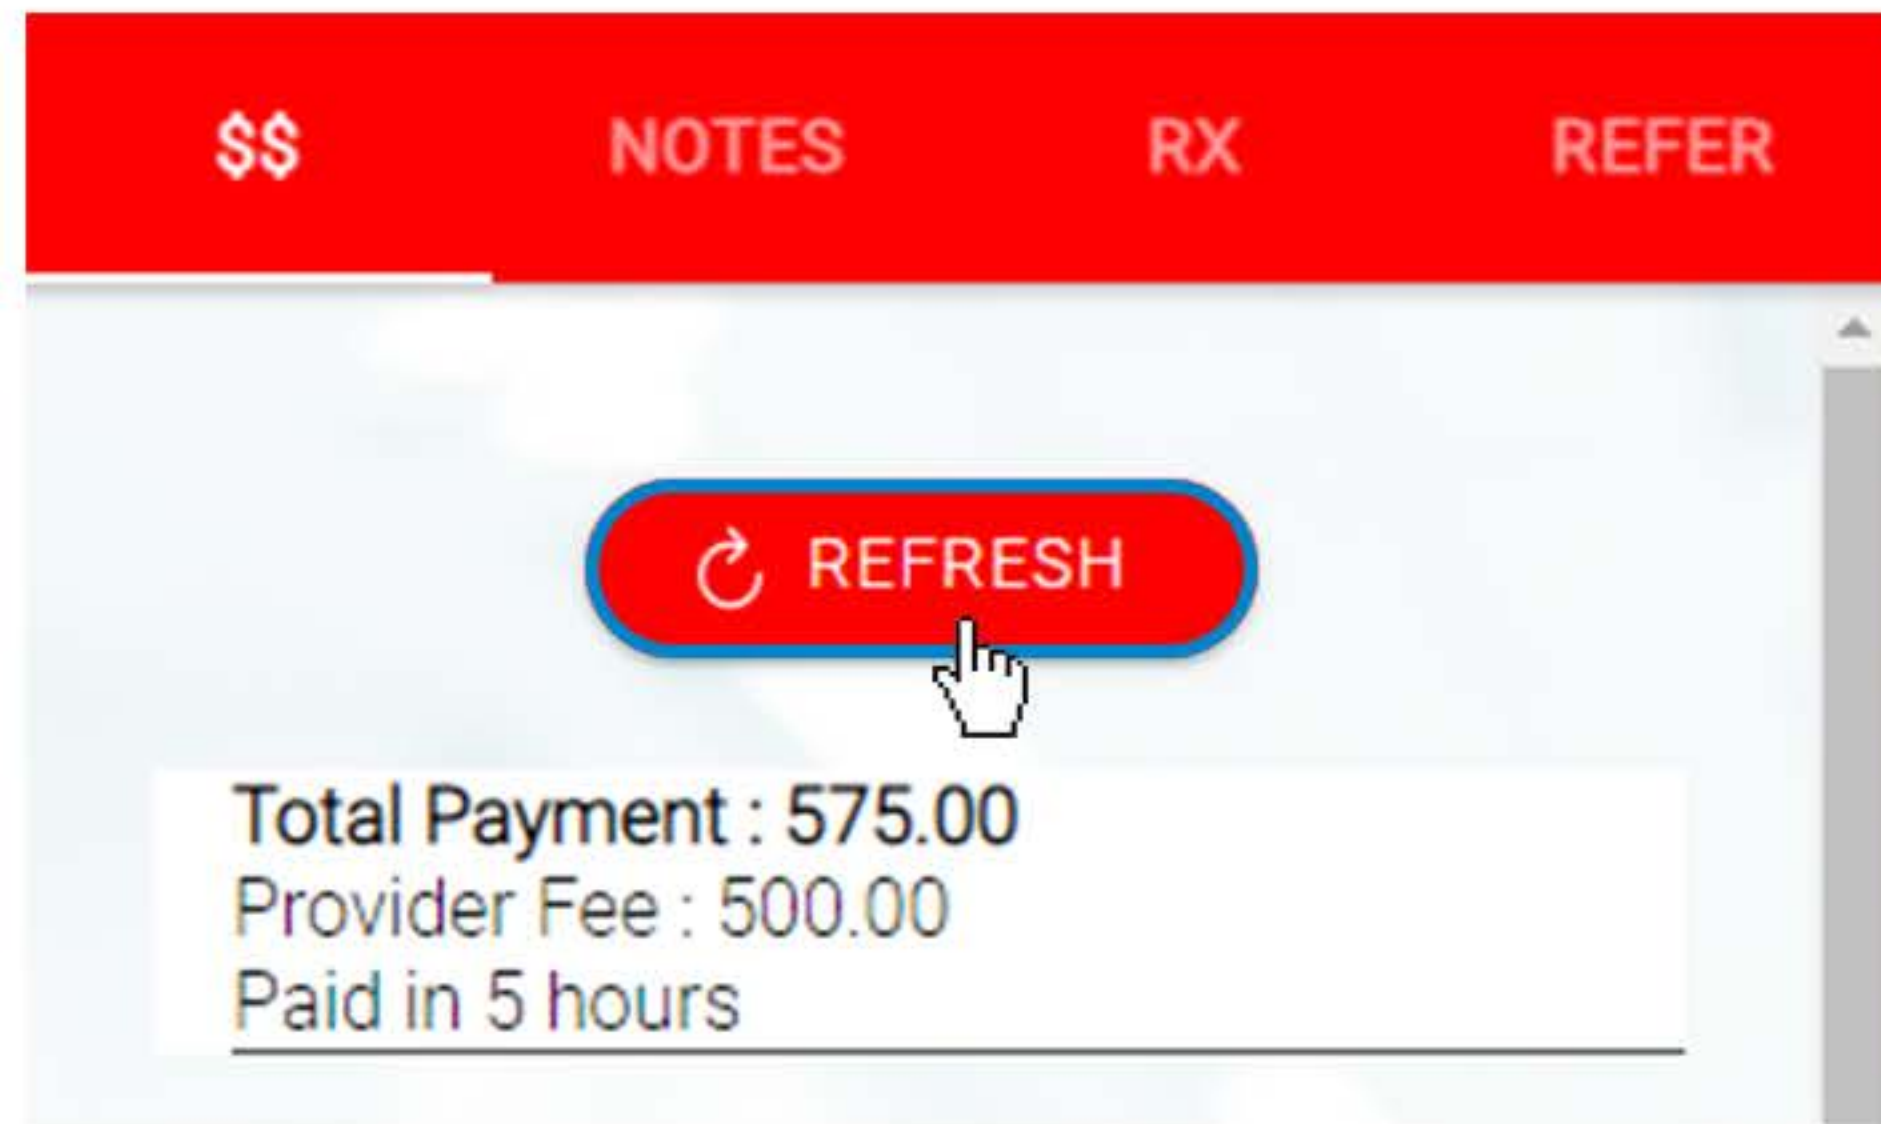 $$ NOTES RX REFER
REFRESH
Total Payment : 575.00
Provider Fee : 500.00
Paid in 5 hours